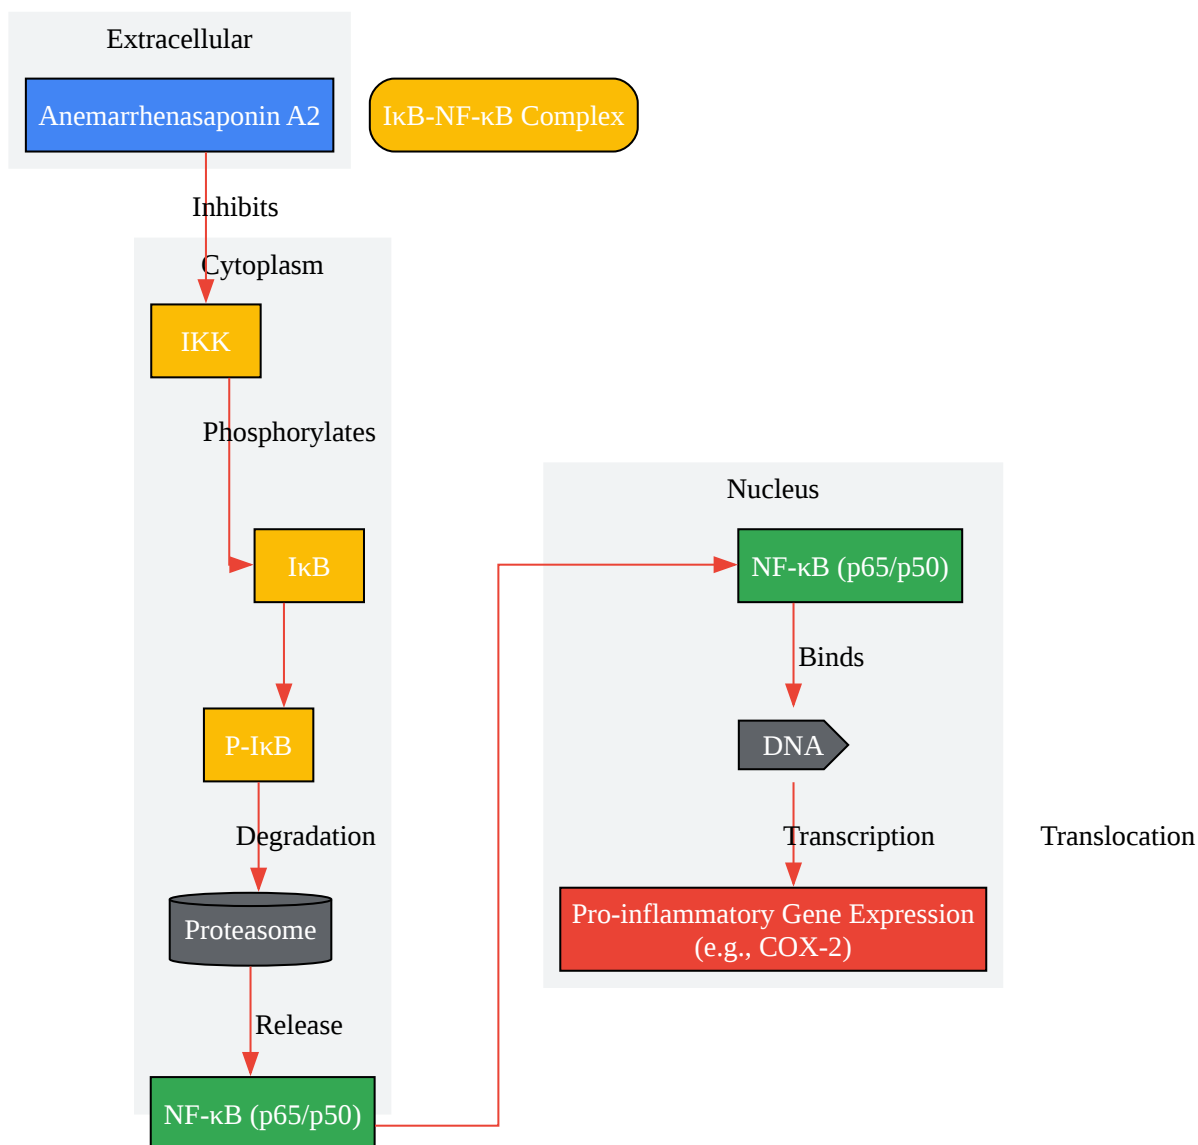 Extracellular
Anemarrhenasaponin A2
IκB-NF-κB Complex
Inhibits
Cytoplasm
IKK
Phosphorylates
IκB
P-IκB
Degradation
Proteasome
Release
NF-κB (p65/p50)
Nucleus
NF-κB (p65/p50)
Binds
DNA
Transcription
Translocation
Pro-inflammatory Gene Expression
(e.g., COX-2)